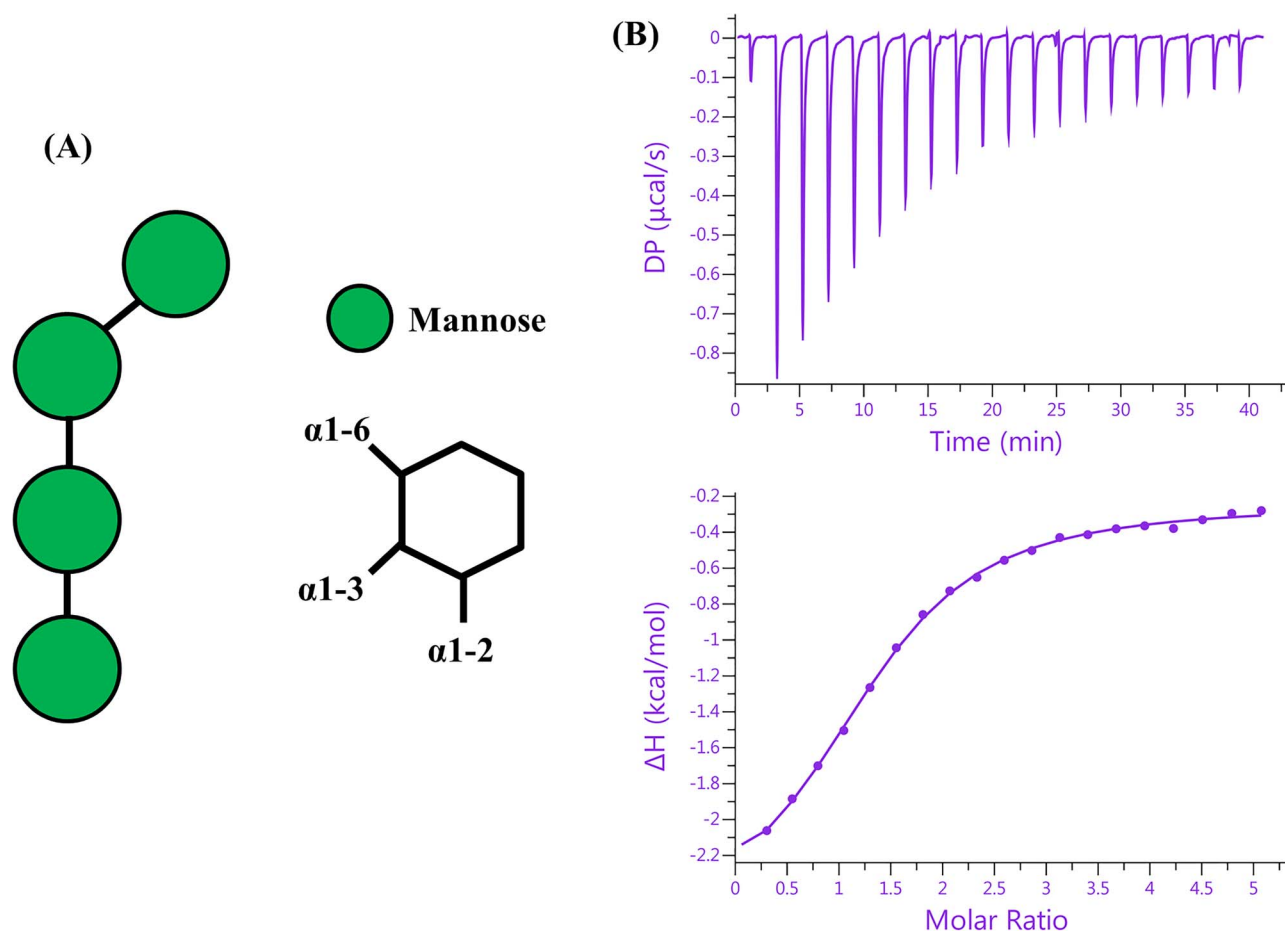 (A)
Mannose
α1-6
α1-3
α1-2
(B)
0
-0.1
-0.2
-0.3
-0.4
-0.5
-0.6
-0.7
-0.8
DP (μcal/s)
0 5 10 15 20 25 30 35 40
Time (min)
-0.2
-0.4
-0.6
-0.8
-1
-1.2
-1.4
-1.6
-1.8
-2
-2.2
ΔH (kcal/mol)
0 0.5 1 1.5 2 2.5 3 3.5 4 4.5 5
Molar Ratio